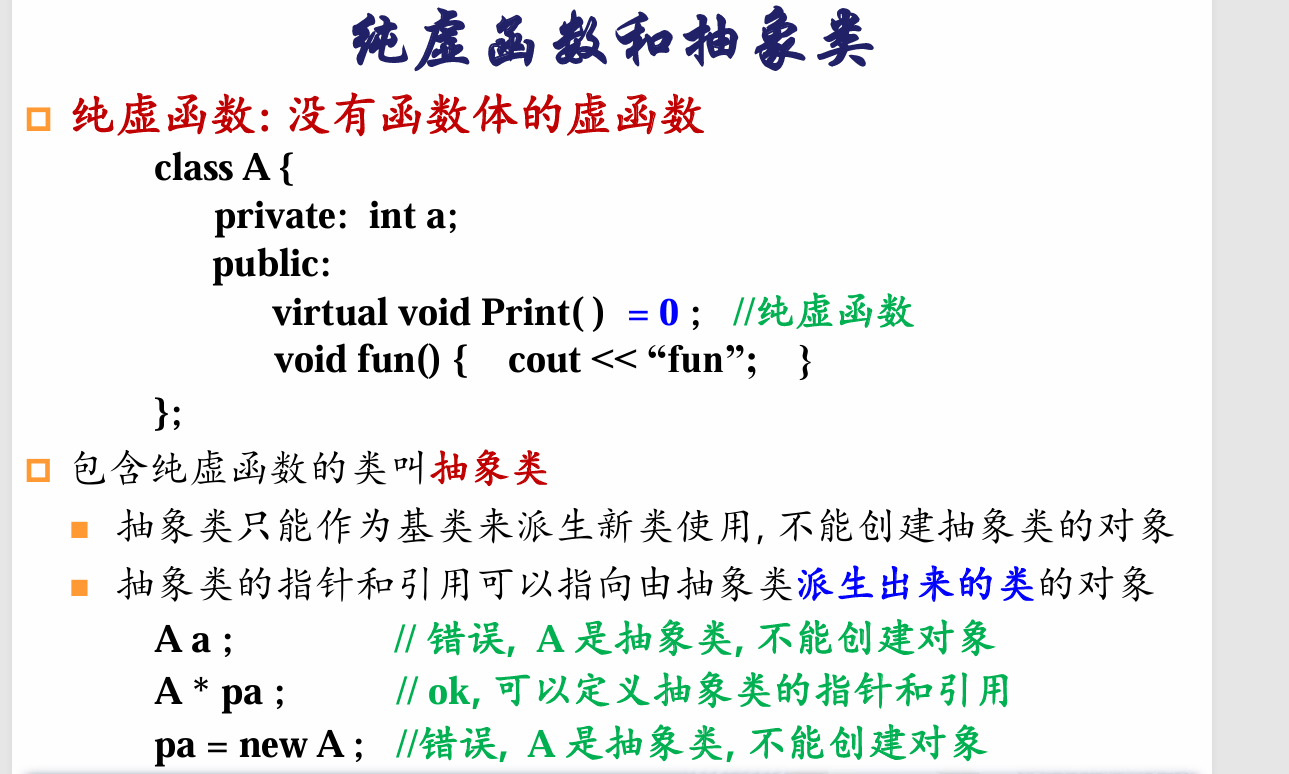 纯虚函数和抽象类
纯虚函数: 没有函数体的虚函数
class A {
private: int a;
public:
virtual void Print( ) = 0 ; //纯虚函数
void fun() { cout << “fun”; }
};
包含纯虚函数的类叫抽象类
抽象类只能作为基类来派生新类使用, 不能创建抽象类的对象
抽象类的指针和引用可以指向由抽象类派生出来的类的对象
A a ; // 错误, A 是抽象类, 不能创建对象
A * pa ; // ok, 可以定义抽象类的指针和引用
pa = new A ; //错误, A 是抽象类, 不能创建对象